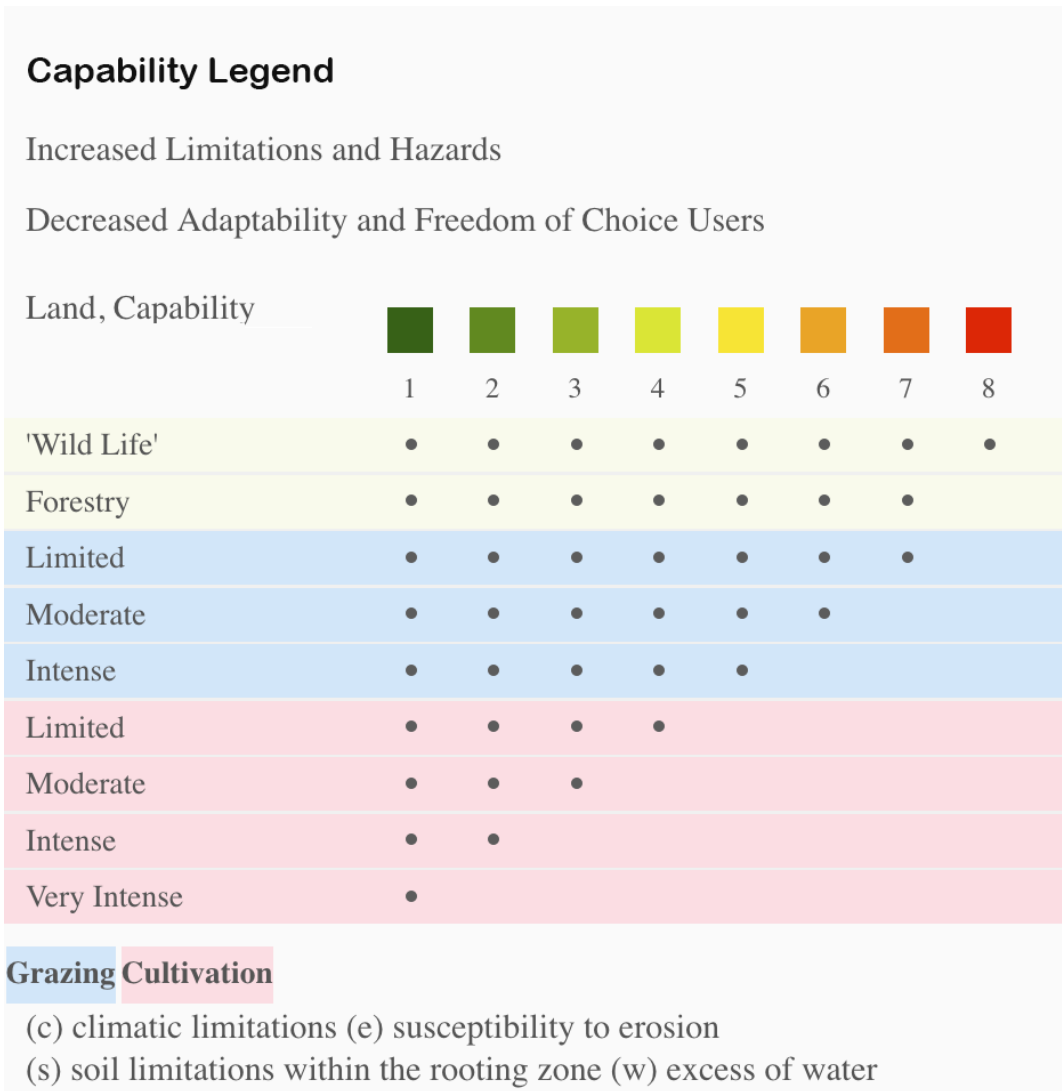 Capability Legend
Increased Limitations and Hazards
Decreased Adaptability and Freedom of Choice Users
Land, Capability
1 2 3 4 5 6 7 8
'Wild Life' • • • • • • • •
Forestry • • • • • • •
Limited • • • • • • •
Moderate • • • • • •
Intense • • • • •
Limited • • • •
Moderate • • •
Intense • •
Very Intense •
Grazing Cultivation
(c) climatic limitations (e) susceptibility to erosion
(s) soil limitations within the rooting zone (w) excess of water